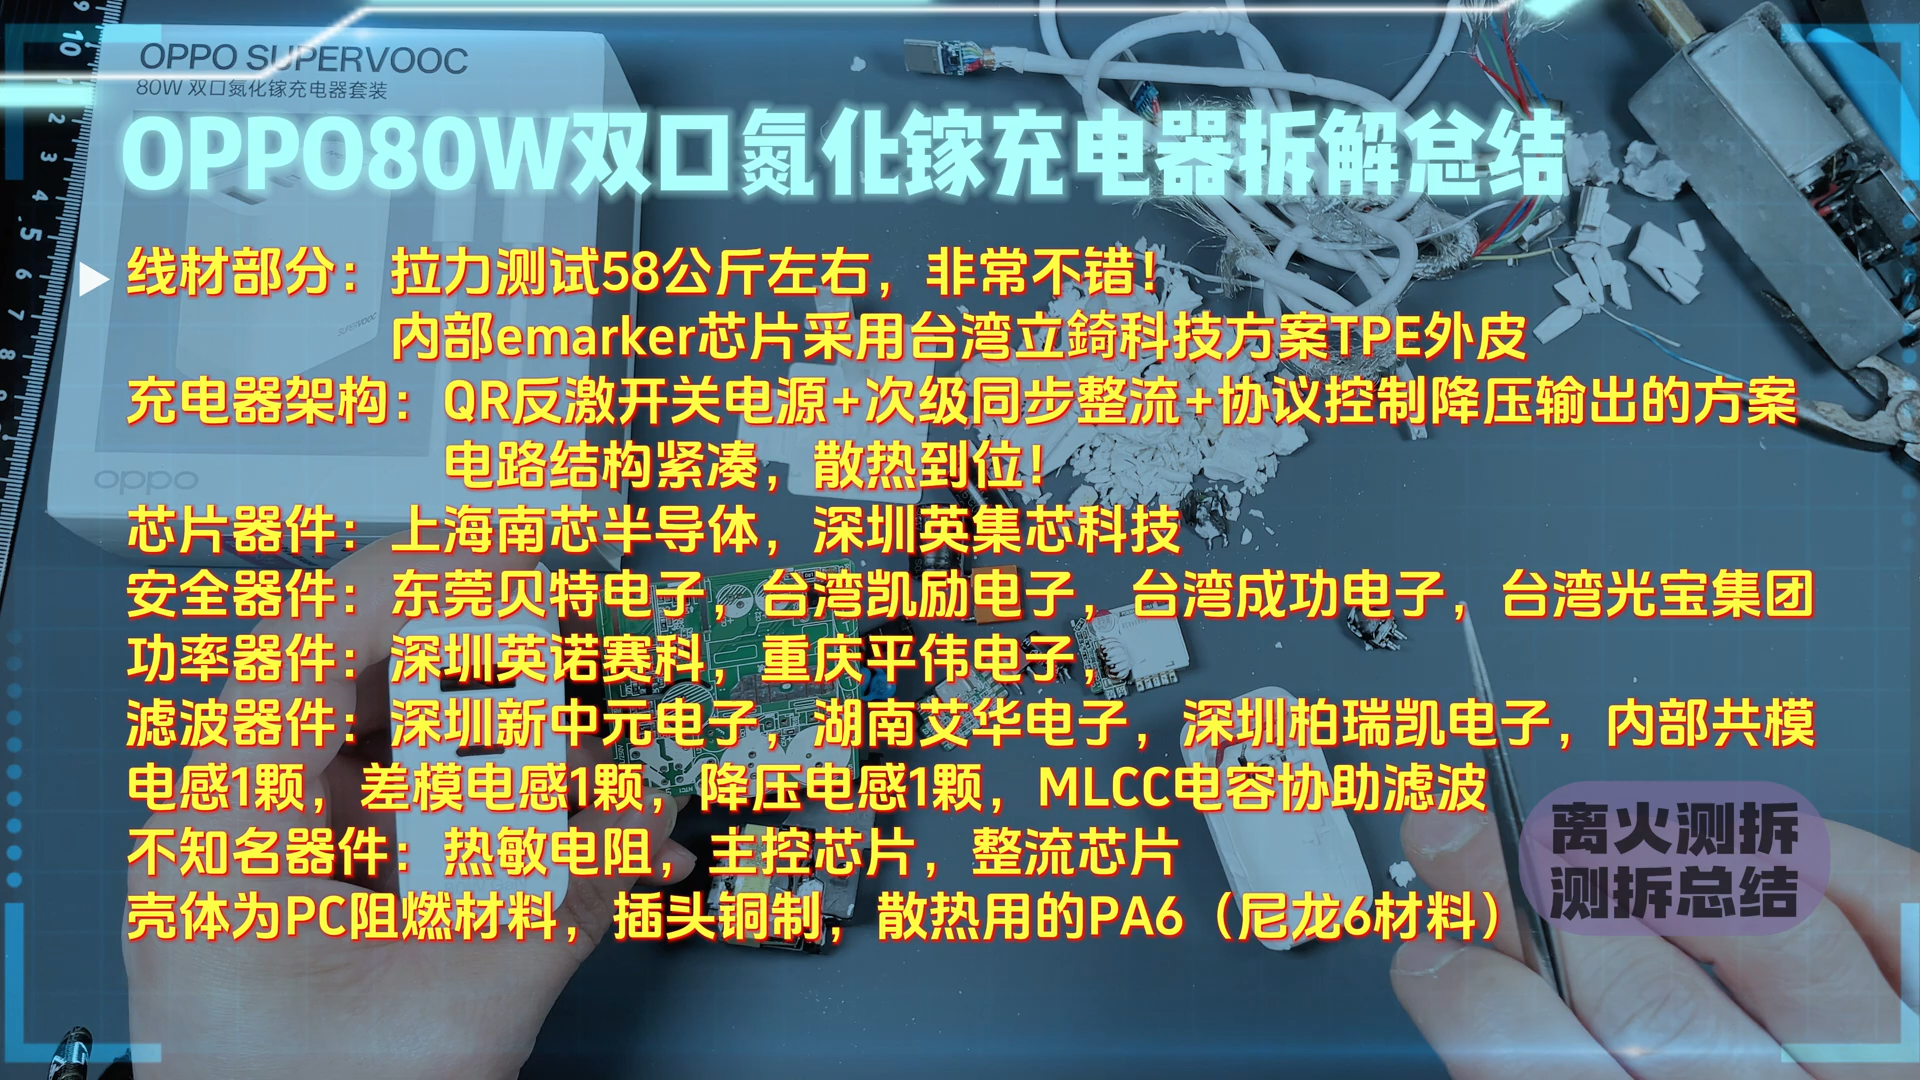 OPPO SUPERVOOC
80W 双口氮化镓充电器套装
OPPO80W双口氮化镓充电器拆解总结
线材部分：拉力测试58公斤左右，非常不错！
内部emarker芯片采用台湾立錡科技方案TPE外皮
充电器架构：QR反激开关电源+次级同步整流+协议控制降压输出的方案
电路结构紧凑，散热到位！
芯片器件：上海南芯半导体，深圳英集芯科技
安全器件：东莞贝特电子，台湾凯励电子，台湾成功电子，台湾光宝集团
功率器件：深圳英诺赛科，重庆平伟电子，
滤波器件：深圳新中元电子，湖南艾华电子，深圳柏瑞凯电子，内部共模
电感1颗，差模电感1颗，降压电感1颗，MLCC电容协助滤波
不知名器件：热敏电阻，主控芯片，整流芯片
壳体为PC阻燃材料，插头铜制，散热用的PA6（尼龙6材料）
离火测拆
测拆总结
oppo
SUPERVOOC
10
2
3
4
5
6
7
8
9